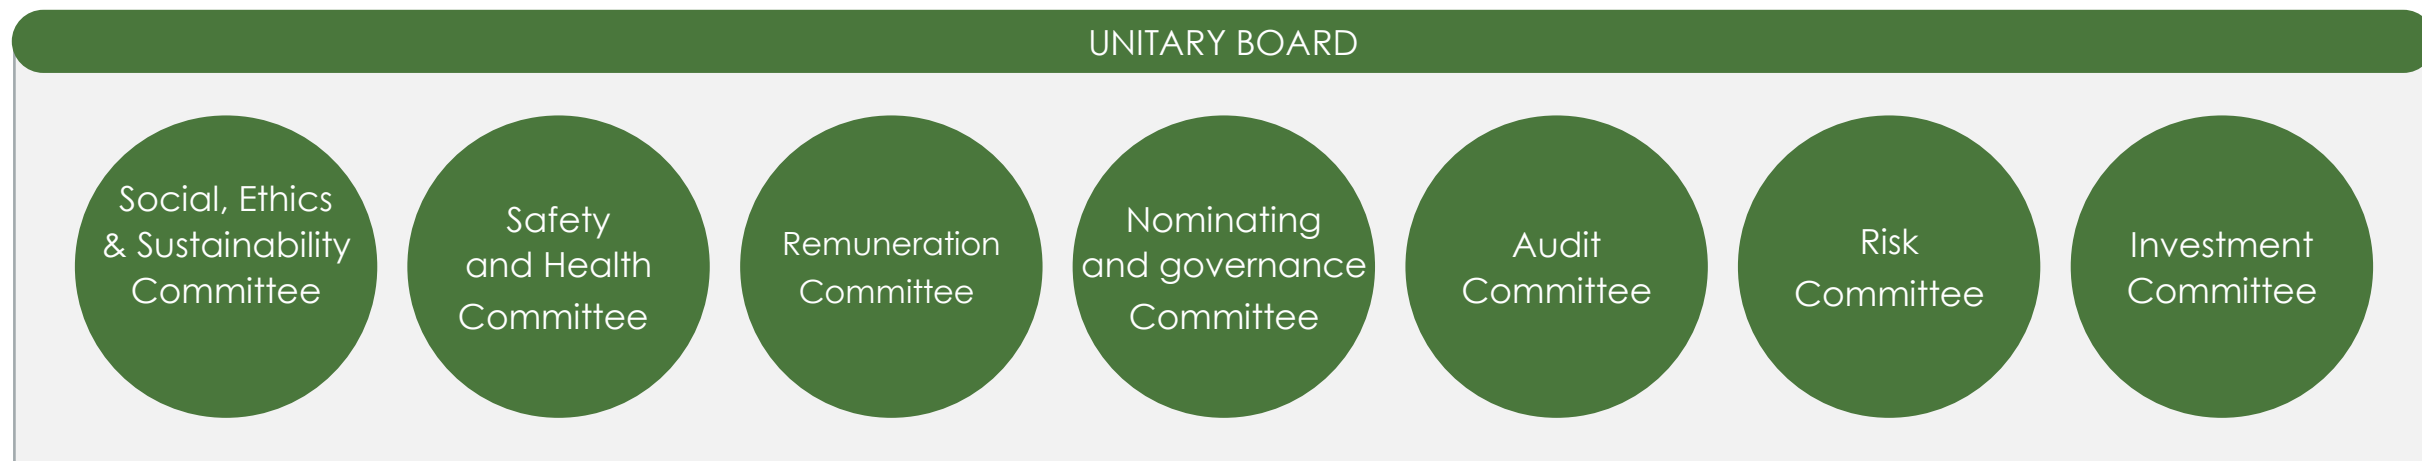 UNITARY BOARD
Social, Ethics
& Sustainability
Committee
Safety
and Health
Committee
Remuneration
Committee
Nominating
and governance
Committee
Audit
Committee
Risk
Committee
Investment
Committee